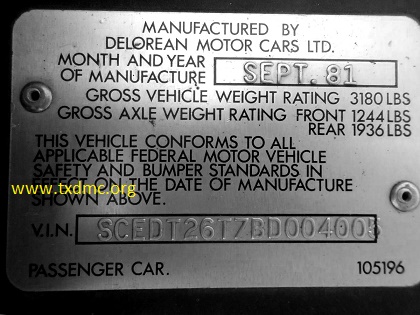 MANUFACTURED BY
DELOREAN MOTOR CARS LTD.
MONTH AND YEAR
OF MANUFACTURE SEPT. 81
GROSS VEHICLE WEIGHT RATING 3180 LBS
GROSS AXLE WEIGHT RATING FRONT 1244 LBS
REAR 1936 LBS
THIS VEHICLE CONFORMS TO ALL
APPLICABLE FEDERAL MOTOR VEHICLE
SAFETY AND BUMPER STANDARDS IN
www.txdmc.org
EFFECT ON THE DATE OF MANUFACTURE
SHOWN ABOVE.
V.I.N. SCEDT26T7BD004005
PASSENGER CAR. 105196